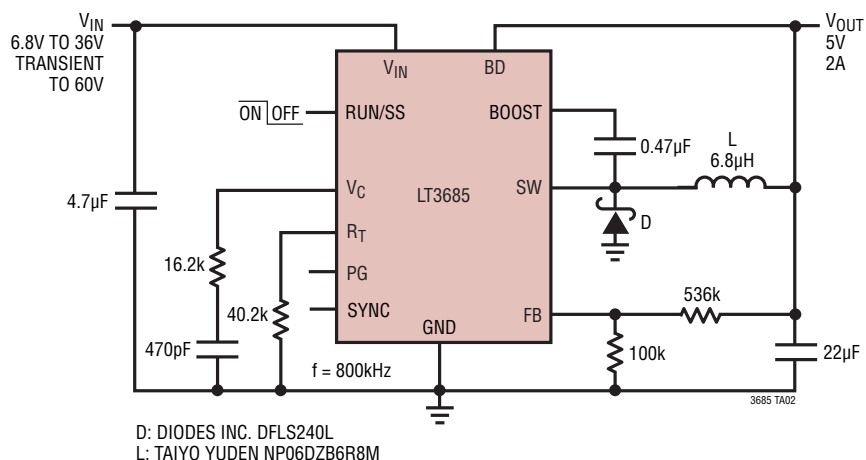 VIN
6.8V TO 36V
TRANSIENT
TO 60V
VOUT
5V
2A
VIN
BD
ON OFF
RUN/SS
BOOST
0.47µF
L
6.8µH
4.7µF
VC
LT3685
SW
D
RT
16.2k
PG
40.2k
SYNC
FB
536k
GND
470pF
f = 800kHz
100k
22µF
3685 TA02
D: DIODES INC. DFLS240L
L: TAIYO YUDEN NP06DZB6R8M